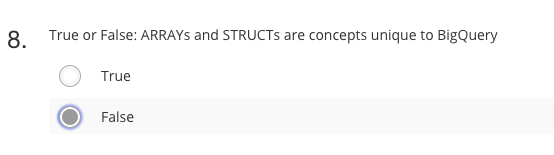 8. True or False: ARRAYs and STRUCTs are concepts unique to BigQuery
True
False